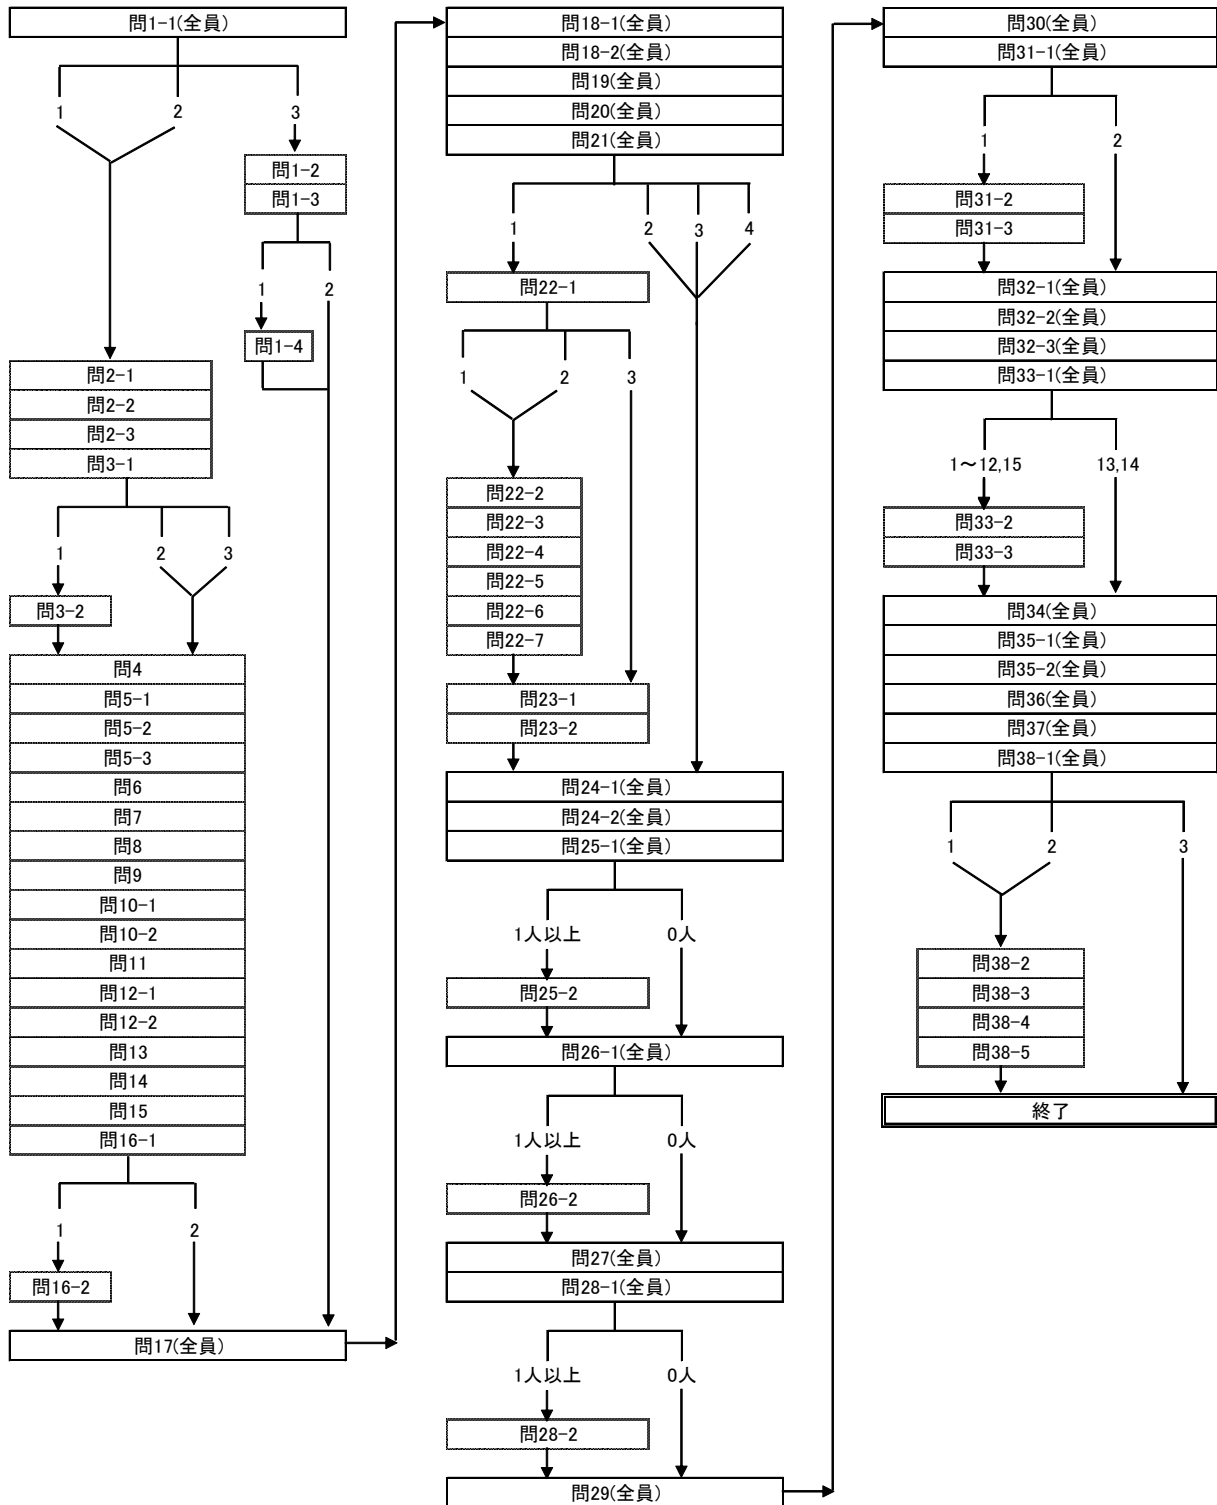 問1-1(全員)
1
2
3
問1-2
問1-3
1
2
問1-4
問2-1
問2-2
問2-3
問3-1
1
2
3
問3-2
問4
問5-1
問5-2
問5-3
問6
問7
問8
問9
問10-1
問10-2
問11
問12-1
問12-2
問13
問14
問15
問16-1
1
2
問16-2
問17(全員)
問18-1(全員)
問18-2(全員)
問19(全員)
問20(全員)
問21(全員)
1
2
3
4
問22-1
1
2
3
問22-2
問22-3
問22-4
問22-5
問22-6
問22-7
問23-1
問23-2
問24-1(全員)
問24-2(全員)
問25-1(全員)
1人以上
0人
問25-2
問26-1(全員)
1人以上
0人
問26-2
問27(全員)
問28-1(全員)
1人以上
0人
問28-2
問29(全員)
問30(全員)
問31-1(全員)
1
2
問31-2
問31-3
問32-1(全員)
問32-2(全員)
問32-3(全員)
問33-1(全員)
1～12,15
13,14
問33-2
問33-3
問34(全員)
問35-1(全員)
問35-2(全員)
問36(全員)
問37(全員)
問38-1(全員)
1
2
3
問38-2
問38-3
問38-4
問38-5
終了